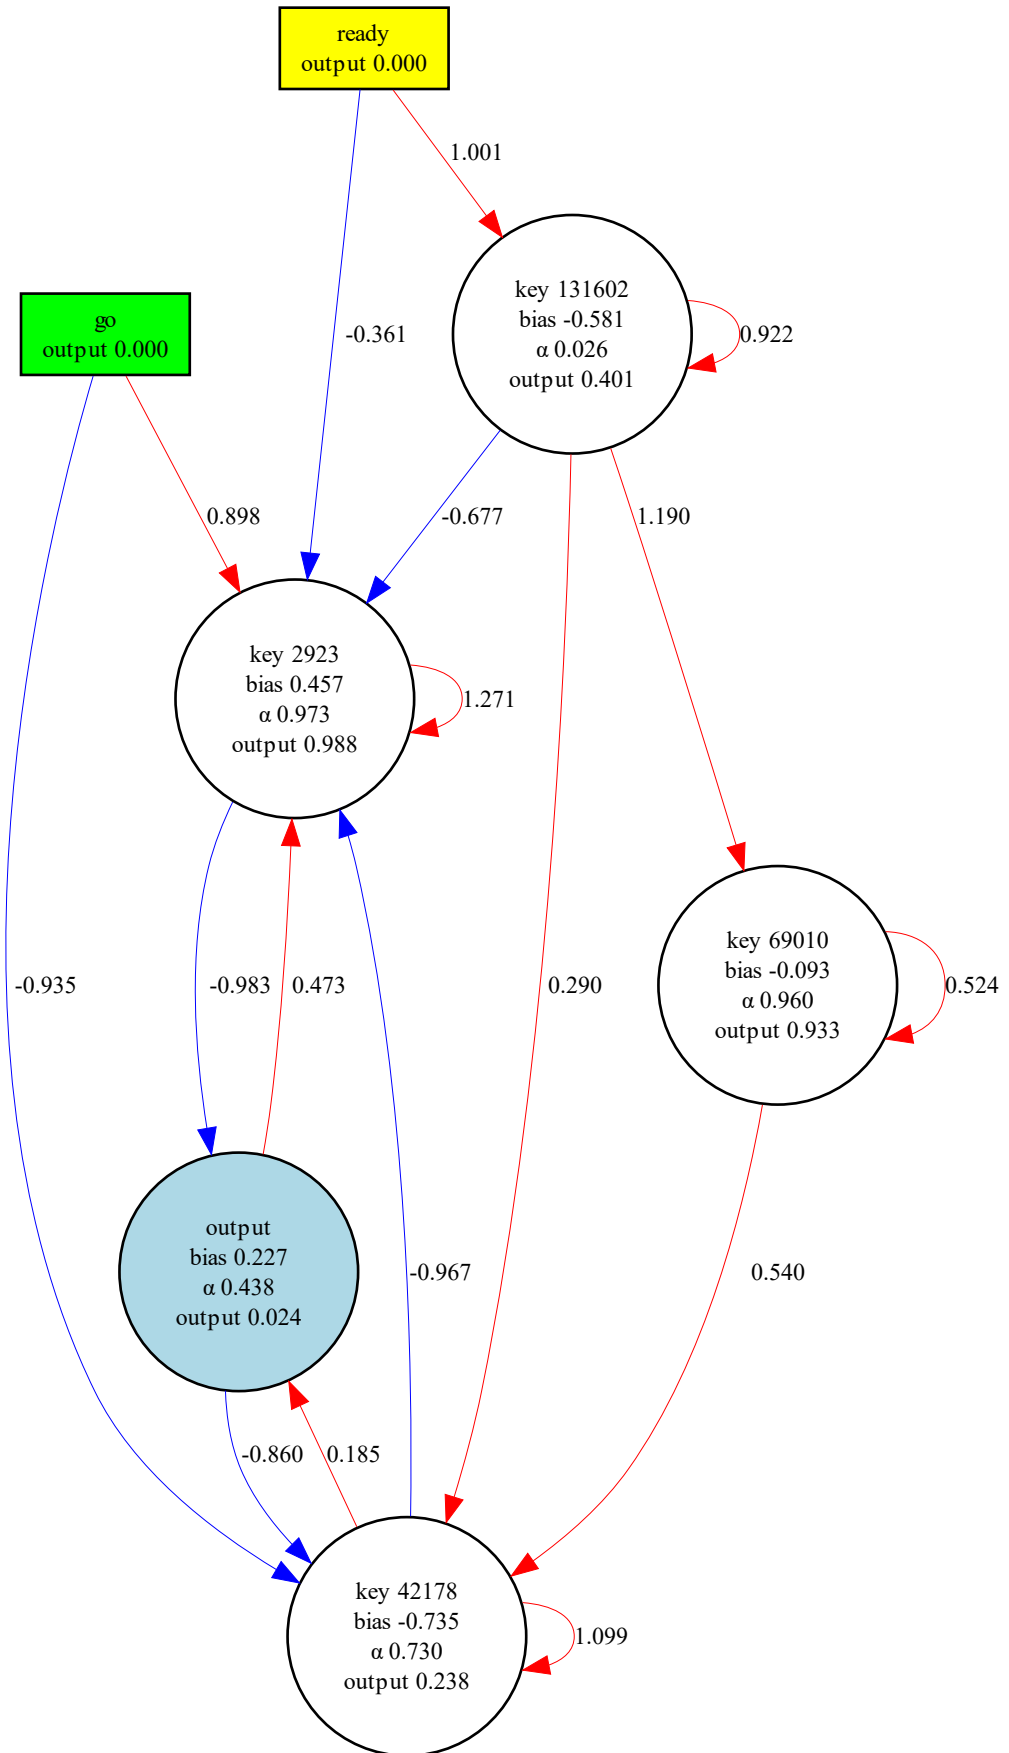 ready
output 0.000
1.001
key 131602
bias -0.581
α 0.026
output 0.401
0.922
go
output 0.000
-0.361
0.898
-0.677
1.190
key 2923
bias 0.457
α 0.973
output 0.988
1.271
key 69010
bias -0.093
α 0.960
output 0.933
0.524
-0.935
-0.983
0.473
0.290
output
bias 0.227
α 0.438
output 0.024
-0.967
0.540
-0.860
0.185
key 42178
bias -0.735
α 0.730
output 0.238
1.099